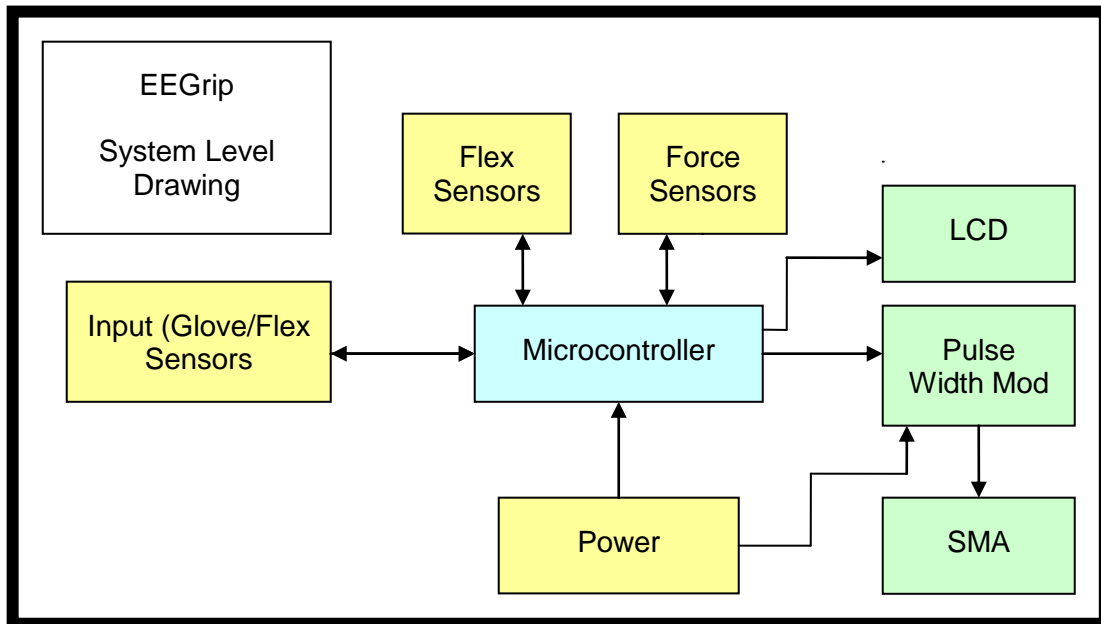 EEGrip
System Level
Drawing
Flex
Sensors
Force
Sensors
LCD
Input (Glove/Flex
Sensors
Microcontroller
Pulse
Width Mod
Power
SMA